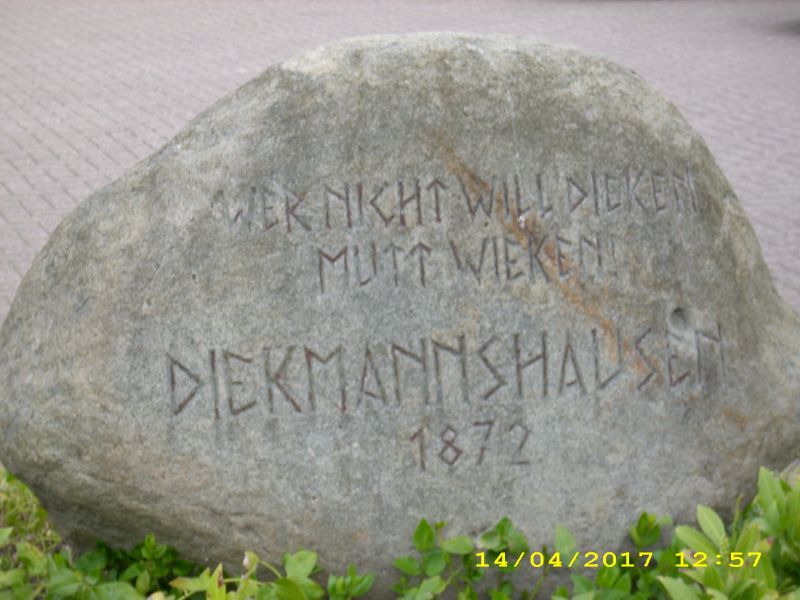 WER NICHT WILL DIEKEN
MUTT WIEKEN!
DIEKMANNSHAUSEN
1872
14/04/2017 12:57